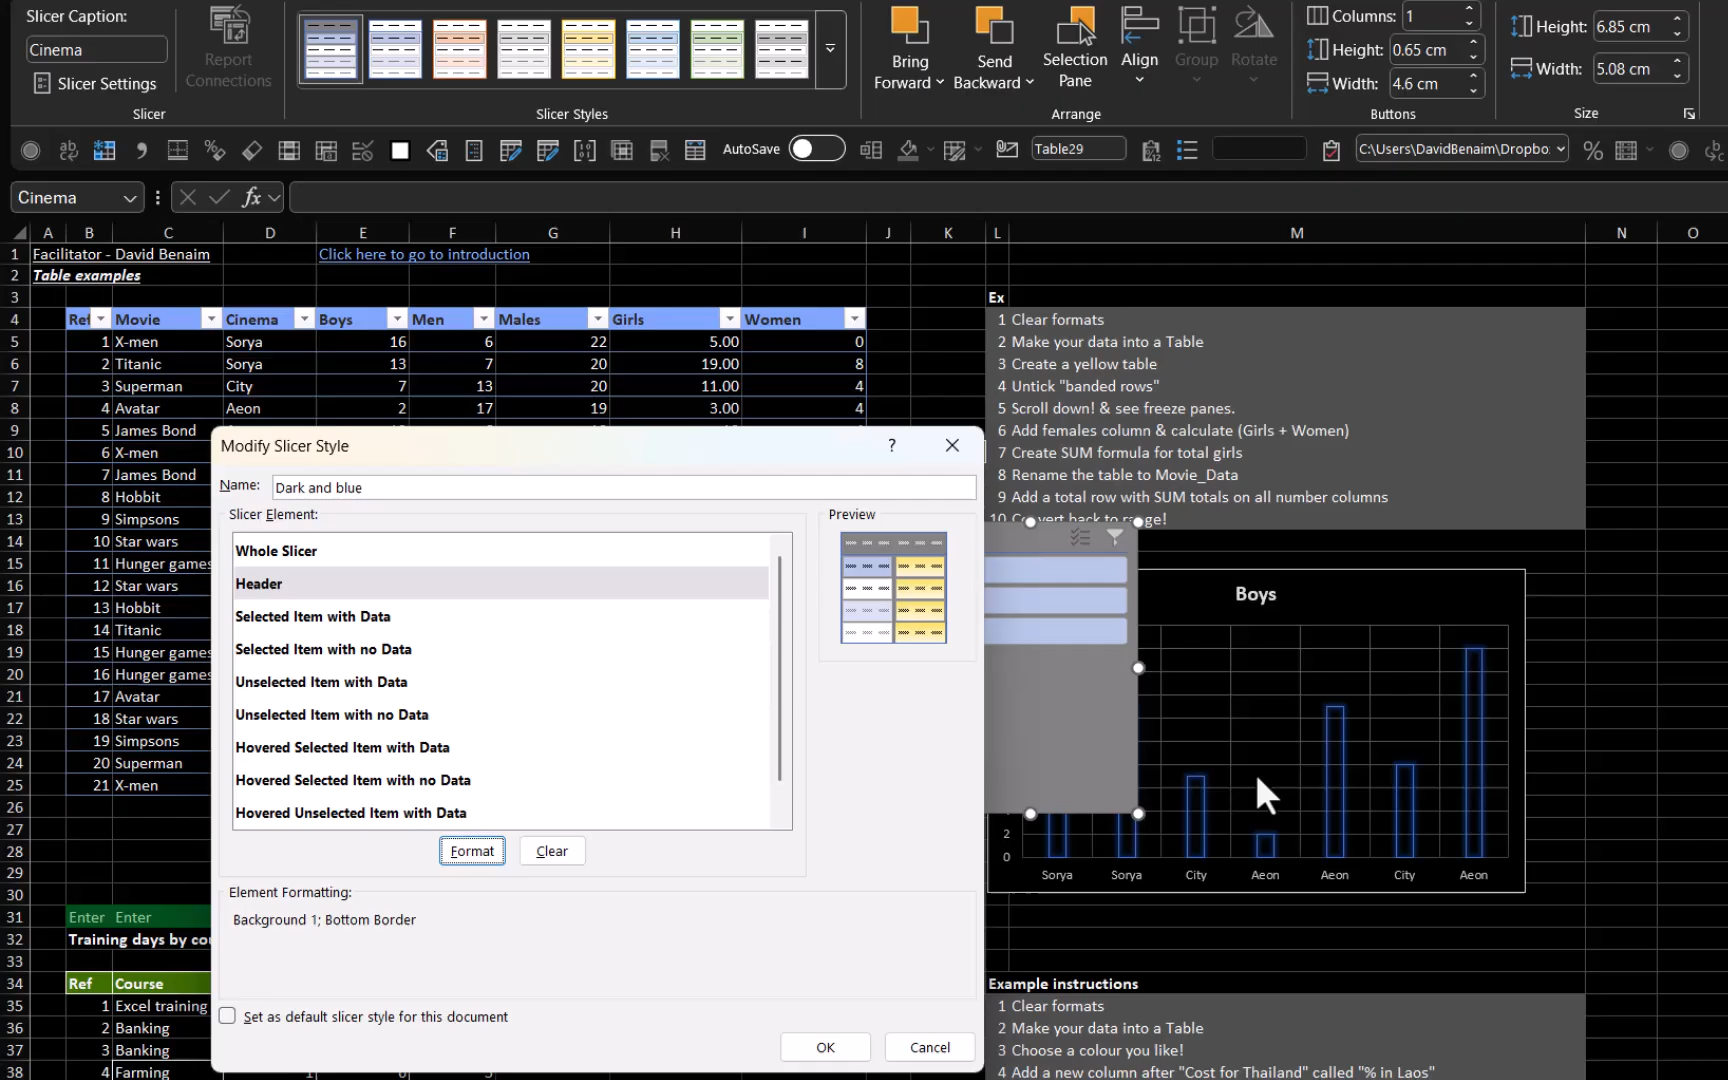 Slicer Caption:
Cinema
Slicer Settings
Report
Connections
Slicer
Slicer Styles
Bring
Forward
Send
Backward
Selection
Pane
Align
Group
Rotate
Arrange
Columns: 1
Height: 0.65 cm
Width: 4.6 cm
Buttons
Height: 6.85 cm
Width: 5.08 cm
Size
AutoSave
Table29
C:\Users\DavidBenaim\Dropbo:
Cinema
fx
A B C D E F G H I J K L M N O
1 Facilitator - David Benaim Click here to go to introduction
2 Table examples
3 Ex
4 Ref Movie Cinema Boys Men Males Girls Women 1 Clear formats
5 1 X-men Sorya 16 6 22 5.00 0 2 Make your data into a Table
6 2 Titanic Sorya 13 7 20 19.00 8 3 Create a yellow table
7 3 Superman City 7 13 20 11.00 4 4 Untick "banded rows"
8 4 Avatar Aeon 2 17 19 3.00 4 5 Scroll down! & see freeze panes.
9 5 James Bond 6 Add females column & calculate (Girls + Women)
10 6 X-men 7 Create SUM formula for total girls
11 7 James Bond 8 Rename the table to Movie_Data
12 8 Hobbit 9 Add a total row with SUM totals on all number columns
13 9 Simpsons 10 Convert back to range!
14 10 Star wars
15 11 Hunger games
16 12 Star wars
17 13 Hobbit
18 14 Titanic
19 15 Hunger games
20 16 Hunger games
21 17 Avatar
22 18 Star wars
23 19 Simpsons
24 20 Superman
25 21 X-men
26
27
28
29
30
31 Enter Enter
32 Training days by cou
33
34 Ref Course Example instructions
35 1 Excel training 1 Clear formats
36 2 Banking 2 Make your data into a Table
37 3 Banking 3 Choose a colour you like!
38 4 Farming 4 Add a new column after "Cost for Thailand" called "% in Laos"
Modify Slicer Style
?
Name: Dark and blue
Slicer Element:
Whole Slicer
Header
Selected Item with Data
Selected Item with no Data
Unselected Item with Data
Unselected Item with no Data
Hovered Selected Item with Data
Hovered Selected Item with no Data
Hovered Unselected Item with Data
Preview
Format
Clear
Element Formatting:
Background 1; Bottom Border
Set as default slicer style for this document
OK
Cancel
Boys
2
0
Sorya Sorya City Aeon Aeon City Aeon